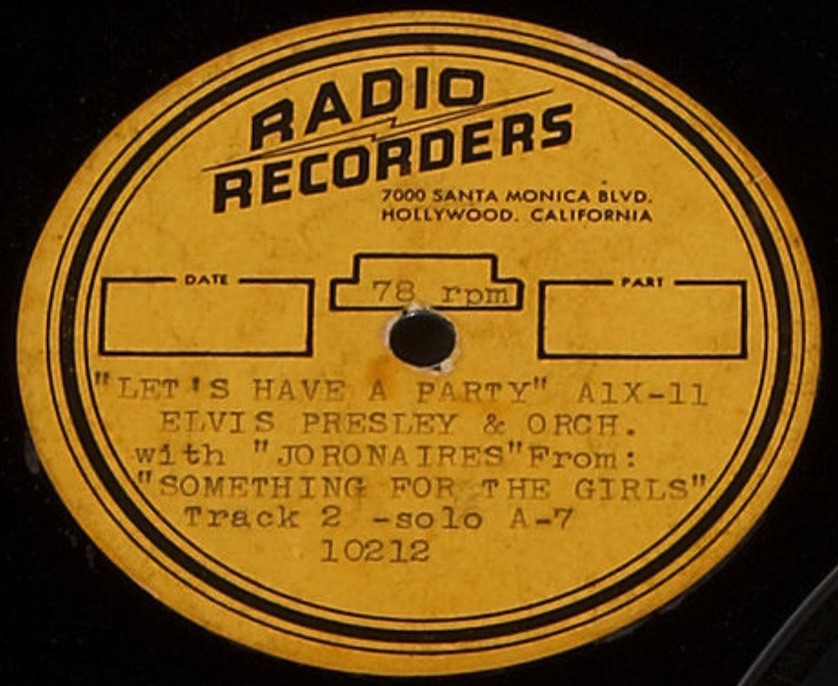 RADIO
RECORDERS
7000 SANTA MONICA BLVD.
HOLLYWOOD. CALIFORNIA
DATE
78 rpm
PART
"LET'S HAVE A PARTY" A1X-11
ELVIS PRESLEY & ORCH.
with "JORONAIRES"From:
"SOMETHING FOR THE GIRLS"
Track 2 -solo A-7
10212